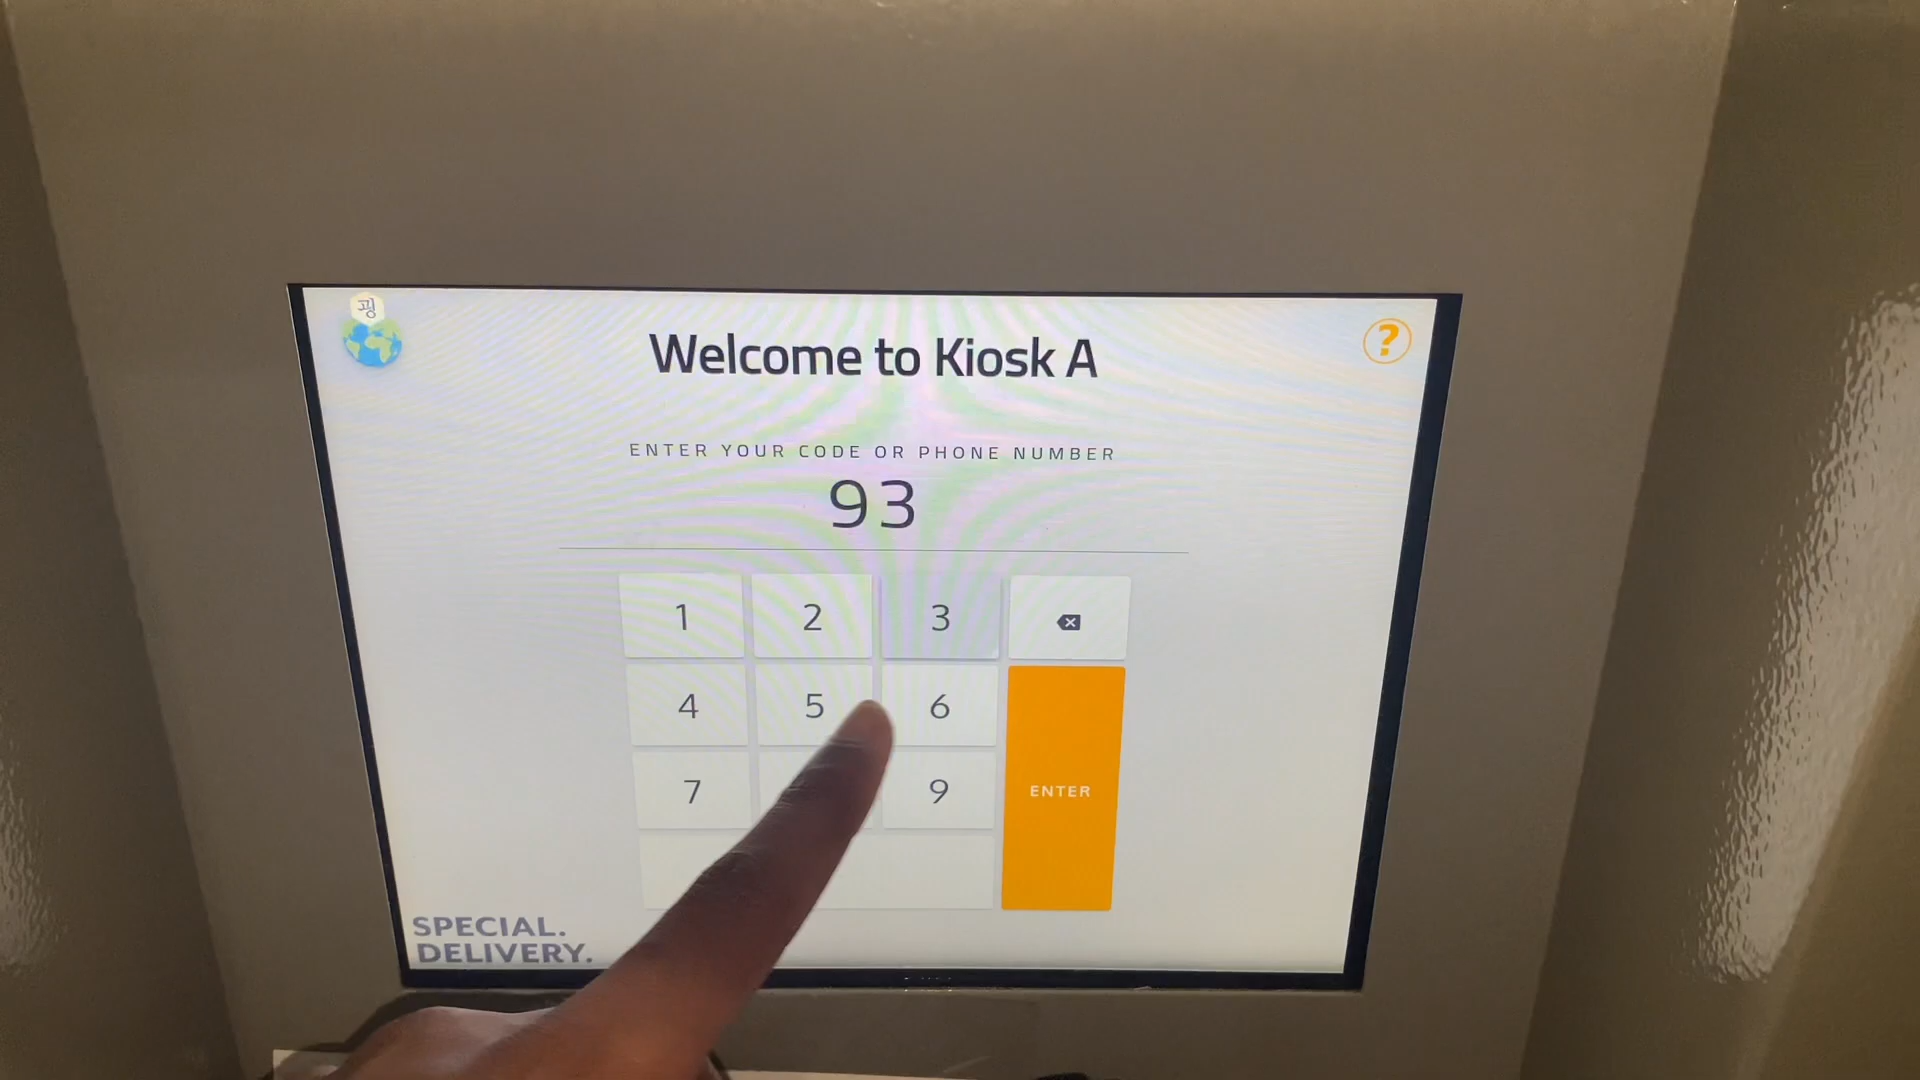 광
Welcome to Kiosk A
?
ENTER YOUR CODE OR PHONE NUMBER
93
1 2 3
4 5 6
7 9
ENTER
SPECIAL.
DELIVERY.